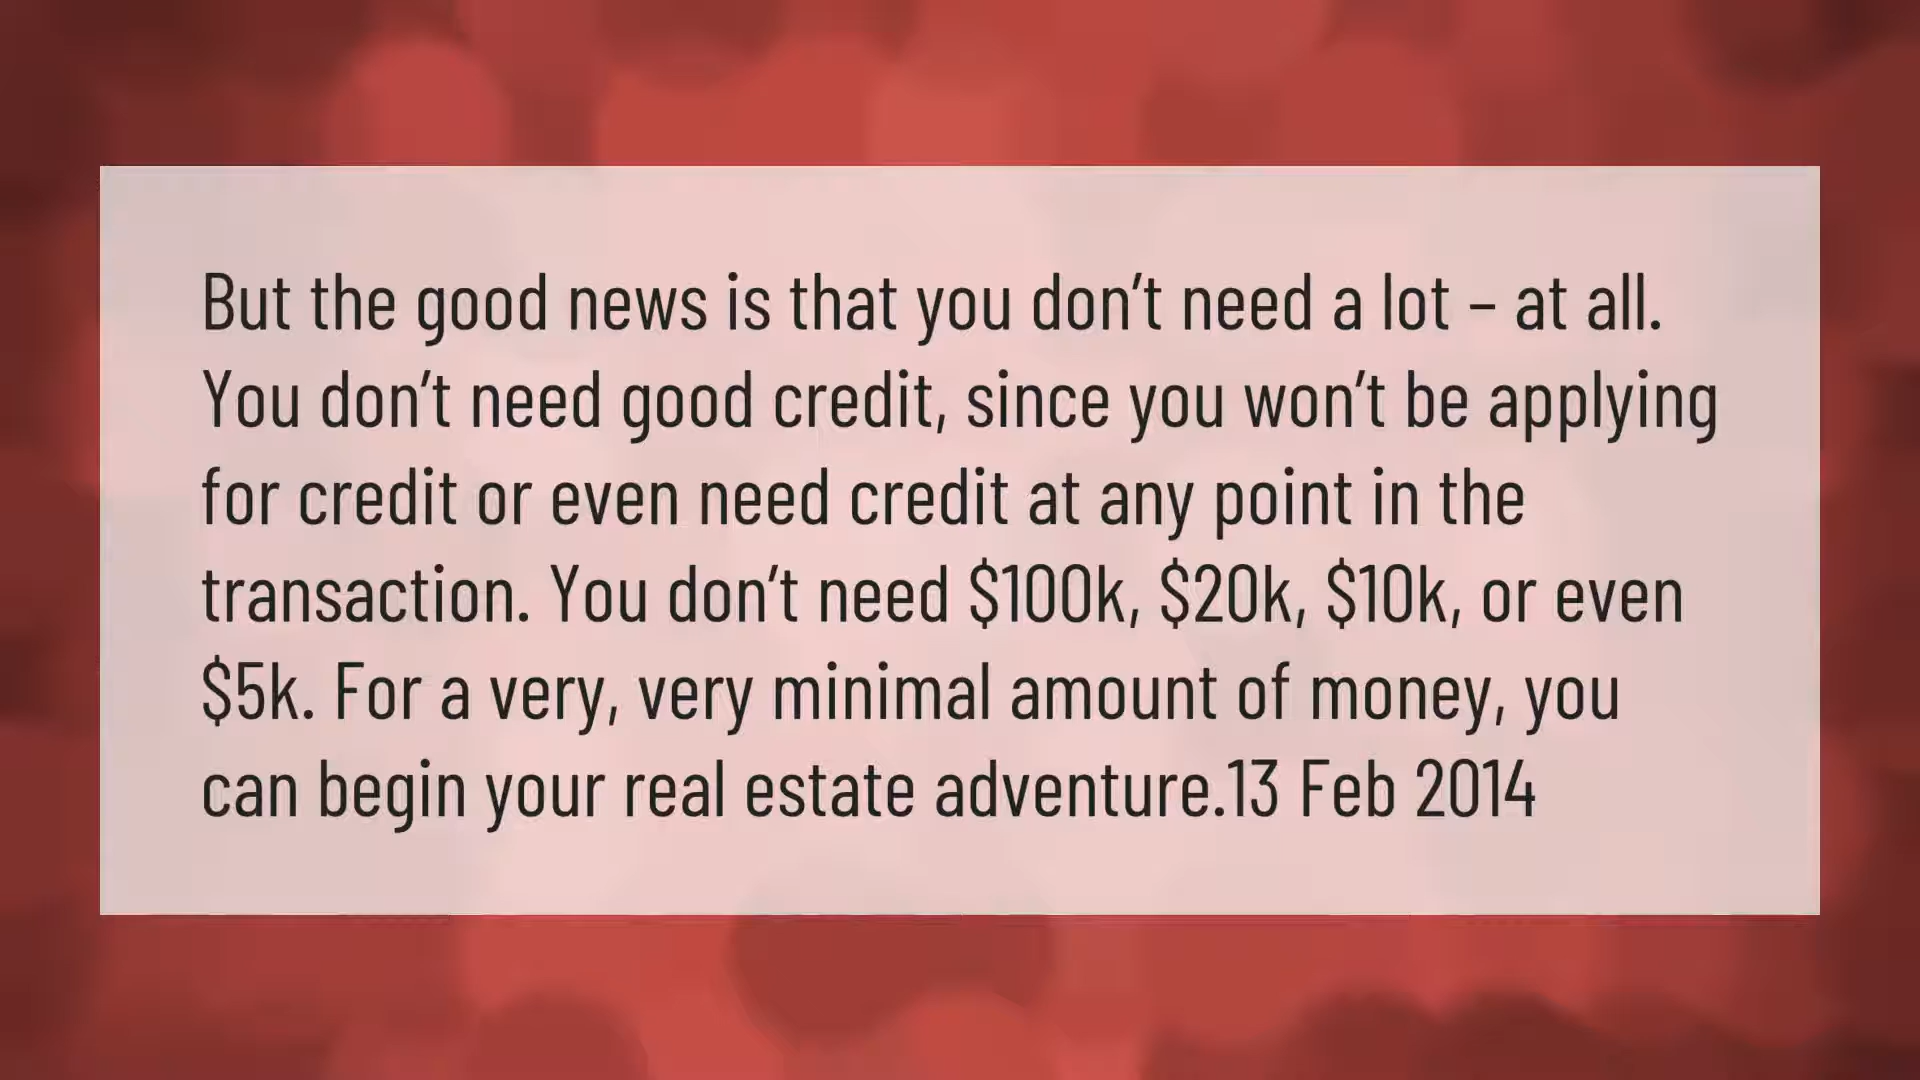 But the good news is that you don’t need a lot – at all.
You don’t need good credit, since you won’t be applying
for credit or even need credit at any point in the
transaction. You don’t need $100k, $20k, $10k, or even
$5k. For a very, very minimal amount of money, you
can begin your real estate adventure.13 Feb 2014